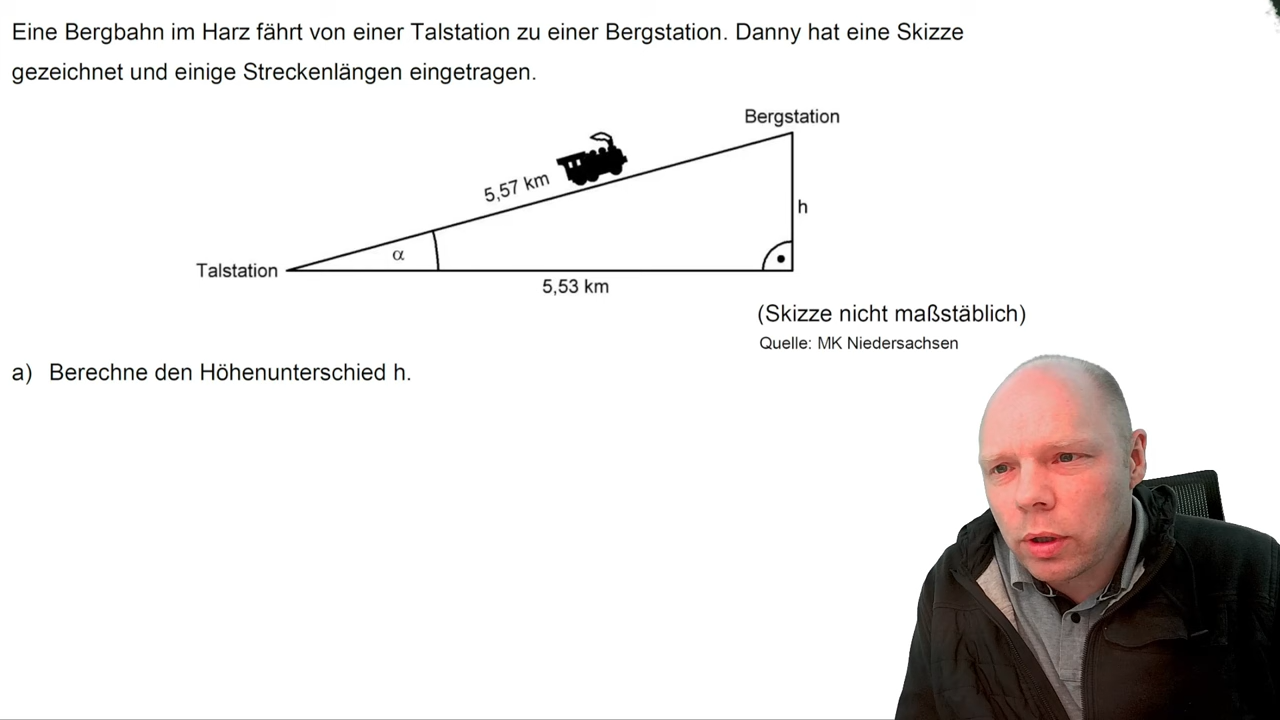 Eine Bergbahn im Harz fährt von einer Talstation zu einer Bergstation. Danny hat eine Skizze
gezeichnet und einige Streckenlängen eingetragen.
Bergstation
5,57 km
h
α
Talstation
5,53 km
(Skizze nicht maßstäblich)
Quelle: MK Niedersachsen
a) Berechne den Höhenunterschied h.